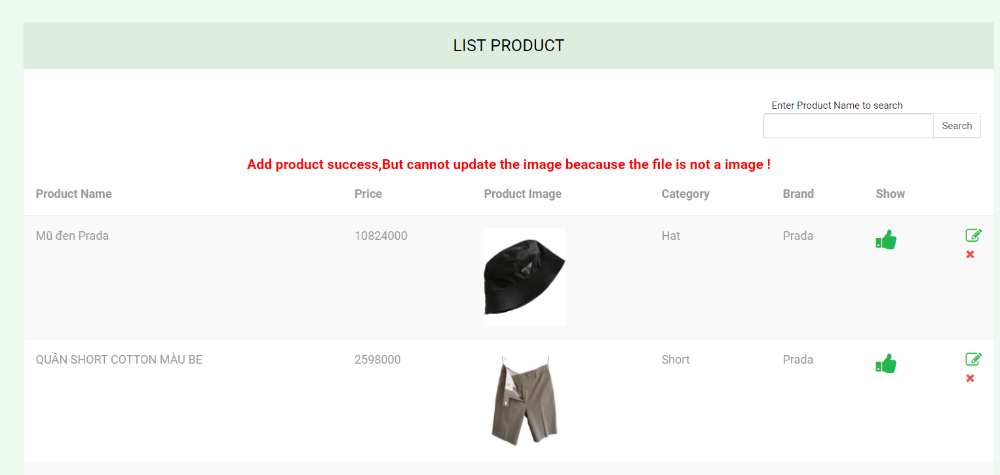 LIST PRODUCT
Enter Product Name to search
Search
Add product success,But cannot update the image beacause the file is not a image !
Product Name Price Product Image Category Brand Show
Mũ đen Prada 10824000 Hat Prada
QUẦN SHORT COTTON MÀU BE 2598000 Short Prada